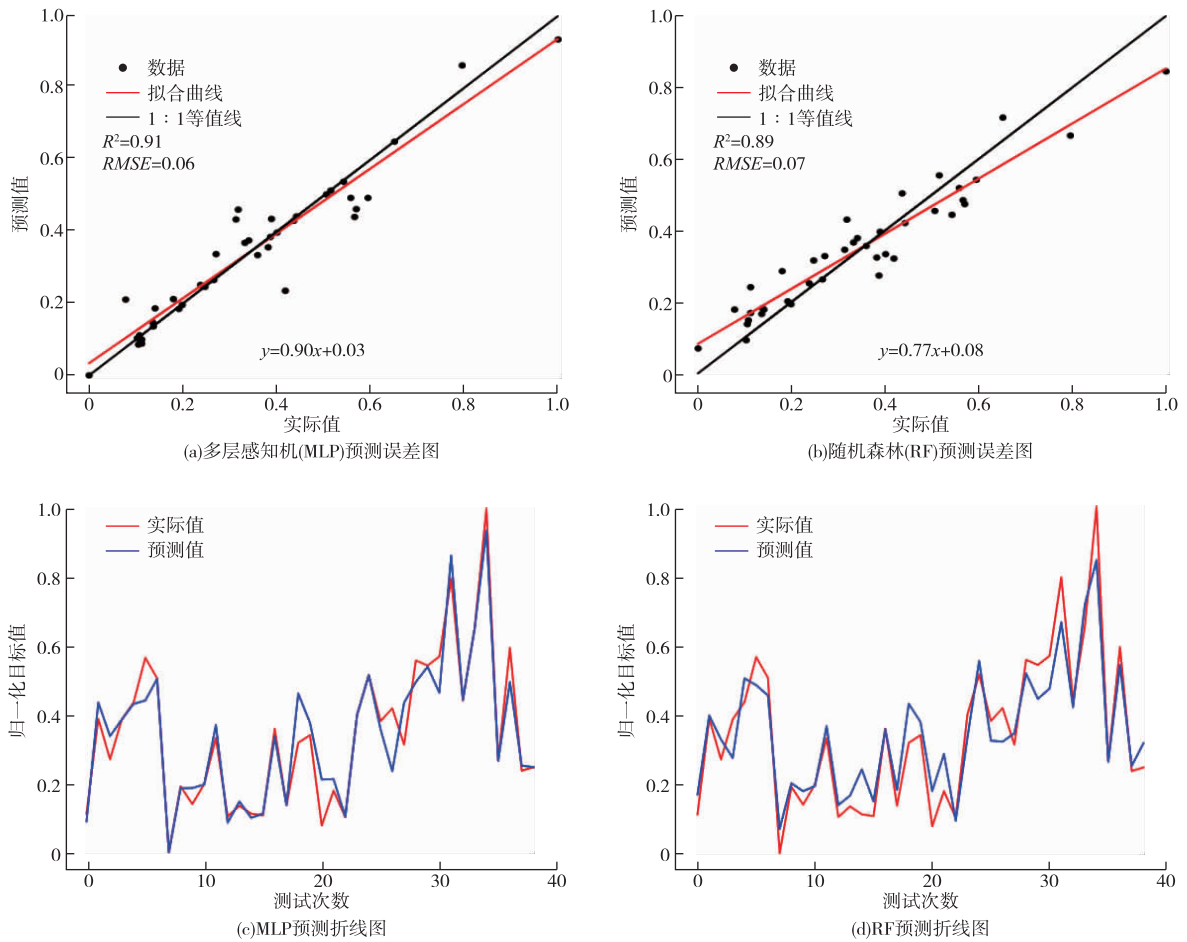 1.0
0.8
0.6
0.4
0.2
0
预测值
数据
拟合曲线
1∶1等值线
R²=0.91
RMSE=0.06
y=0.90x+0.03
0 0.2 0.4 0.6 0.8 1.0
实际值
(a)多层感知机(MLP)预测误差图
1.0
0.8
0.6
0.4
0.2
0
预测值
数据
拟合曲线
1∶1等值线
R²=0.89
RMSE=0.07
y=0.77x+0.08
0 0.2 0.4 0.6 0.8 1.0
实际值
(b)随机森林(RF)预测误差图
1.0
0.8
0.6
0.4
0.2
0
归一化目标值
实际值
预测值
0 10 20 30 40
测试次数
(c)MLP预测折线图
1.0
0.8
0.6
0.4
0.2
0
归一化目标值
实际值
预测值
0 10 20 30 40
测试次数
(d)RF预测折线图